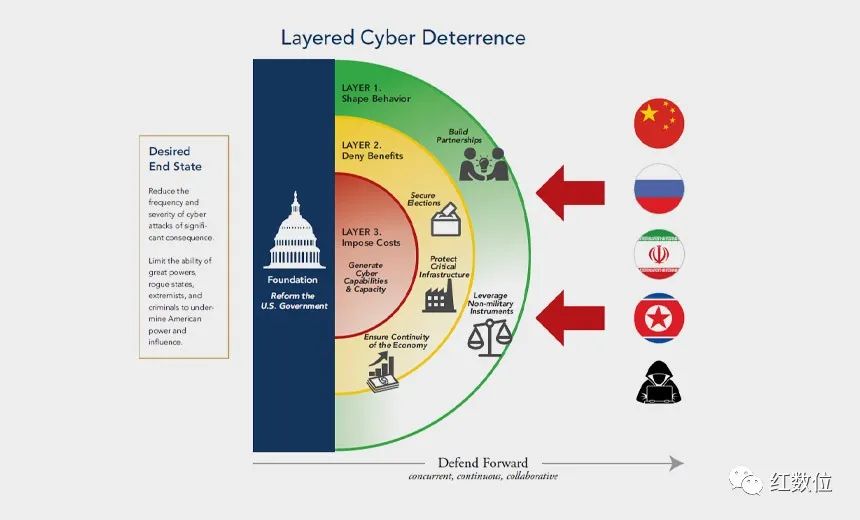 Layered Cyber Deterrence
Desired
End State
Reduce the
frequency and
severity of cyber
attacks of signifi-
cant consequence.
Limit the ability of
great powers,
rogue states,
extremists, and
criminals to under-
mine American
power and
influence.
Foundation
Reform the
U.S. Government
LAYER 1.
Shape Behavior
Build
Partnerships
Leverage
Non-military
Instruments
LAYER 2.
Deny Benefits
Secure
Elections
Protect
Critical
Infrastructure
Ensure Continuity
of the Economy
LAYER 3.
Impose Costs
Generate
Cyber
Capabilities
& Capacity
Defend Forward
concurrent, continuous, collaborative
红数位